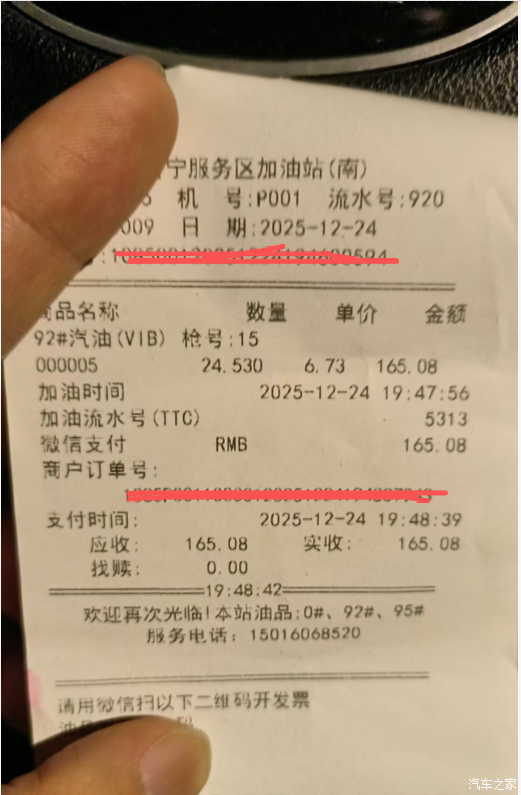 宁服务区加油站(南)
机 号:P001 流水号:920
009 日 期:2025-12-24
商品名称 数量 单价 金额
92#汽油(VIB) 枪号:15
000005 24.530 6.73 165.08
加油时间 2025-12-24 19:47:56
加油流水号(TTC) 5313
微信支付 RMB 165.08
商户订单号:
支付时间: 2025-12-24 19:48:39
应收: 165.08 实收: 165.08
找赎: 0.00
19:48:42
欢迎再次光临!本站油品:0#、92#、95#
服务电话: 15016068520
请用微信扫以下二维码开发票
汽车之家